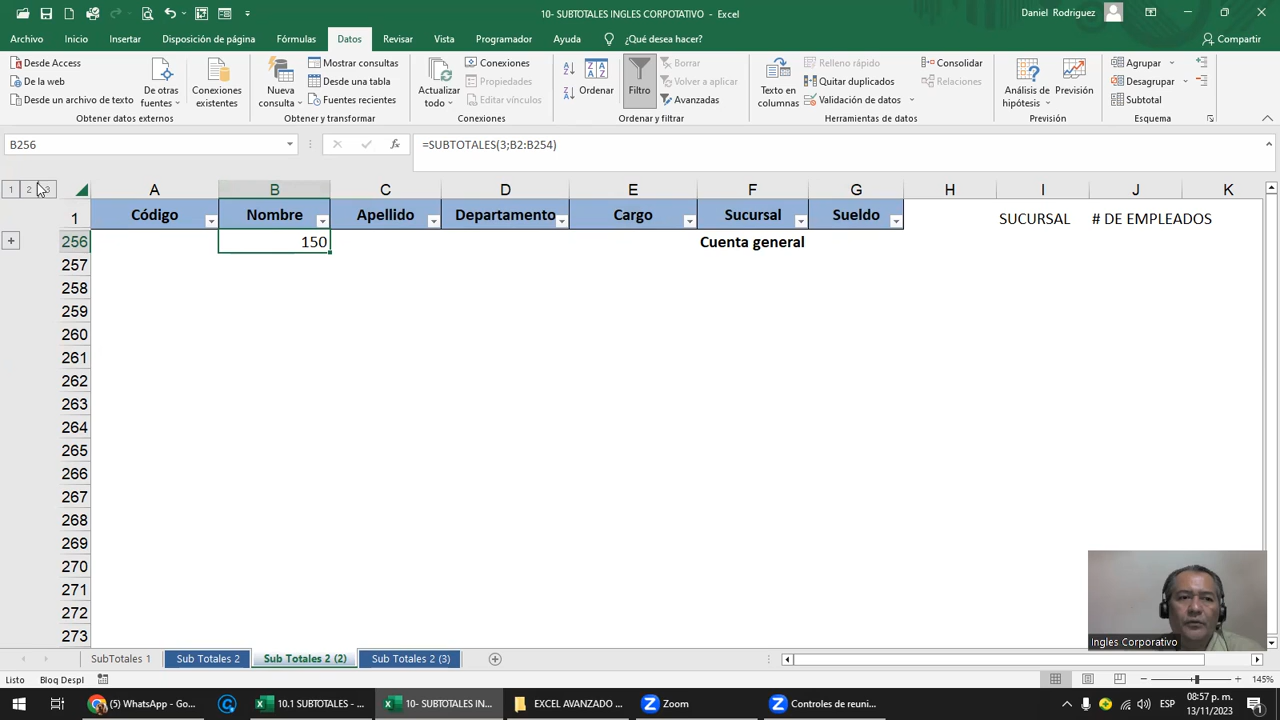 10- SUBTOTALES INGLES CORPOTATIVO - Excel
Daniel Rodriguez
Archivo Inicio Insertar Disposición de página Fórmulas Datos Revisar Vista Programador Ayuda ¿Qué desea hacer? Compartir
Desde Access
De la web
Desde un archivo de texto
De otras fuentes
Conexiones existentes
Obtener datos externos
Nueva consulta
Mostrar consultas
Desde una tabla
Fuentes recientes
Obtener y transformar
Actualizar todo
Conexiones
Propiedades
Editar vínculos
Conexiones
Ordenar
Filtro
Borrar
Volver a aplicar
Avanzadas
Ordenar y filtrar
Texto en columnas
Relleno rápido
Quitar duplicados
Validación de datos
Consolidar
Relaciones
Herramientas de datos
Análisis de hipótesis
Previsión
Previsión
Agrupar
Desagrupar
Subtotal
Esquema
B256
=SUBTOTALES(3;B2:B254)
1 2 3
A B C D E F G H I J K
1 Código Nombre Apellido Departamento Cargo Sucursal Sueldo SUCURSAL # DE EMPLEADOS
256 150 Cuenta general
257
258
259
260
261
262
263
264
265
266
267
268
269
270
271
272
273
Ingles Corporativo
SubTotales 1 Sub Totales 2 Sub Totales 2 (2) Sub Totales 2 (3)
Listo Bloq Despl 145%
(3) WhatsApp - Go... 10.1 SUBTOTALES - ... 10- SUBTOTALES IN... EXCEL AVANZADO ... Zoom Controles de reuni...
ESP
08:57 p. m.
13/11/2023